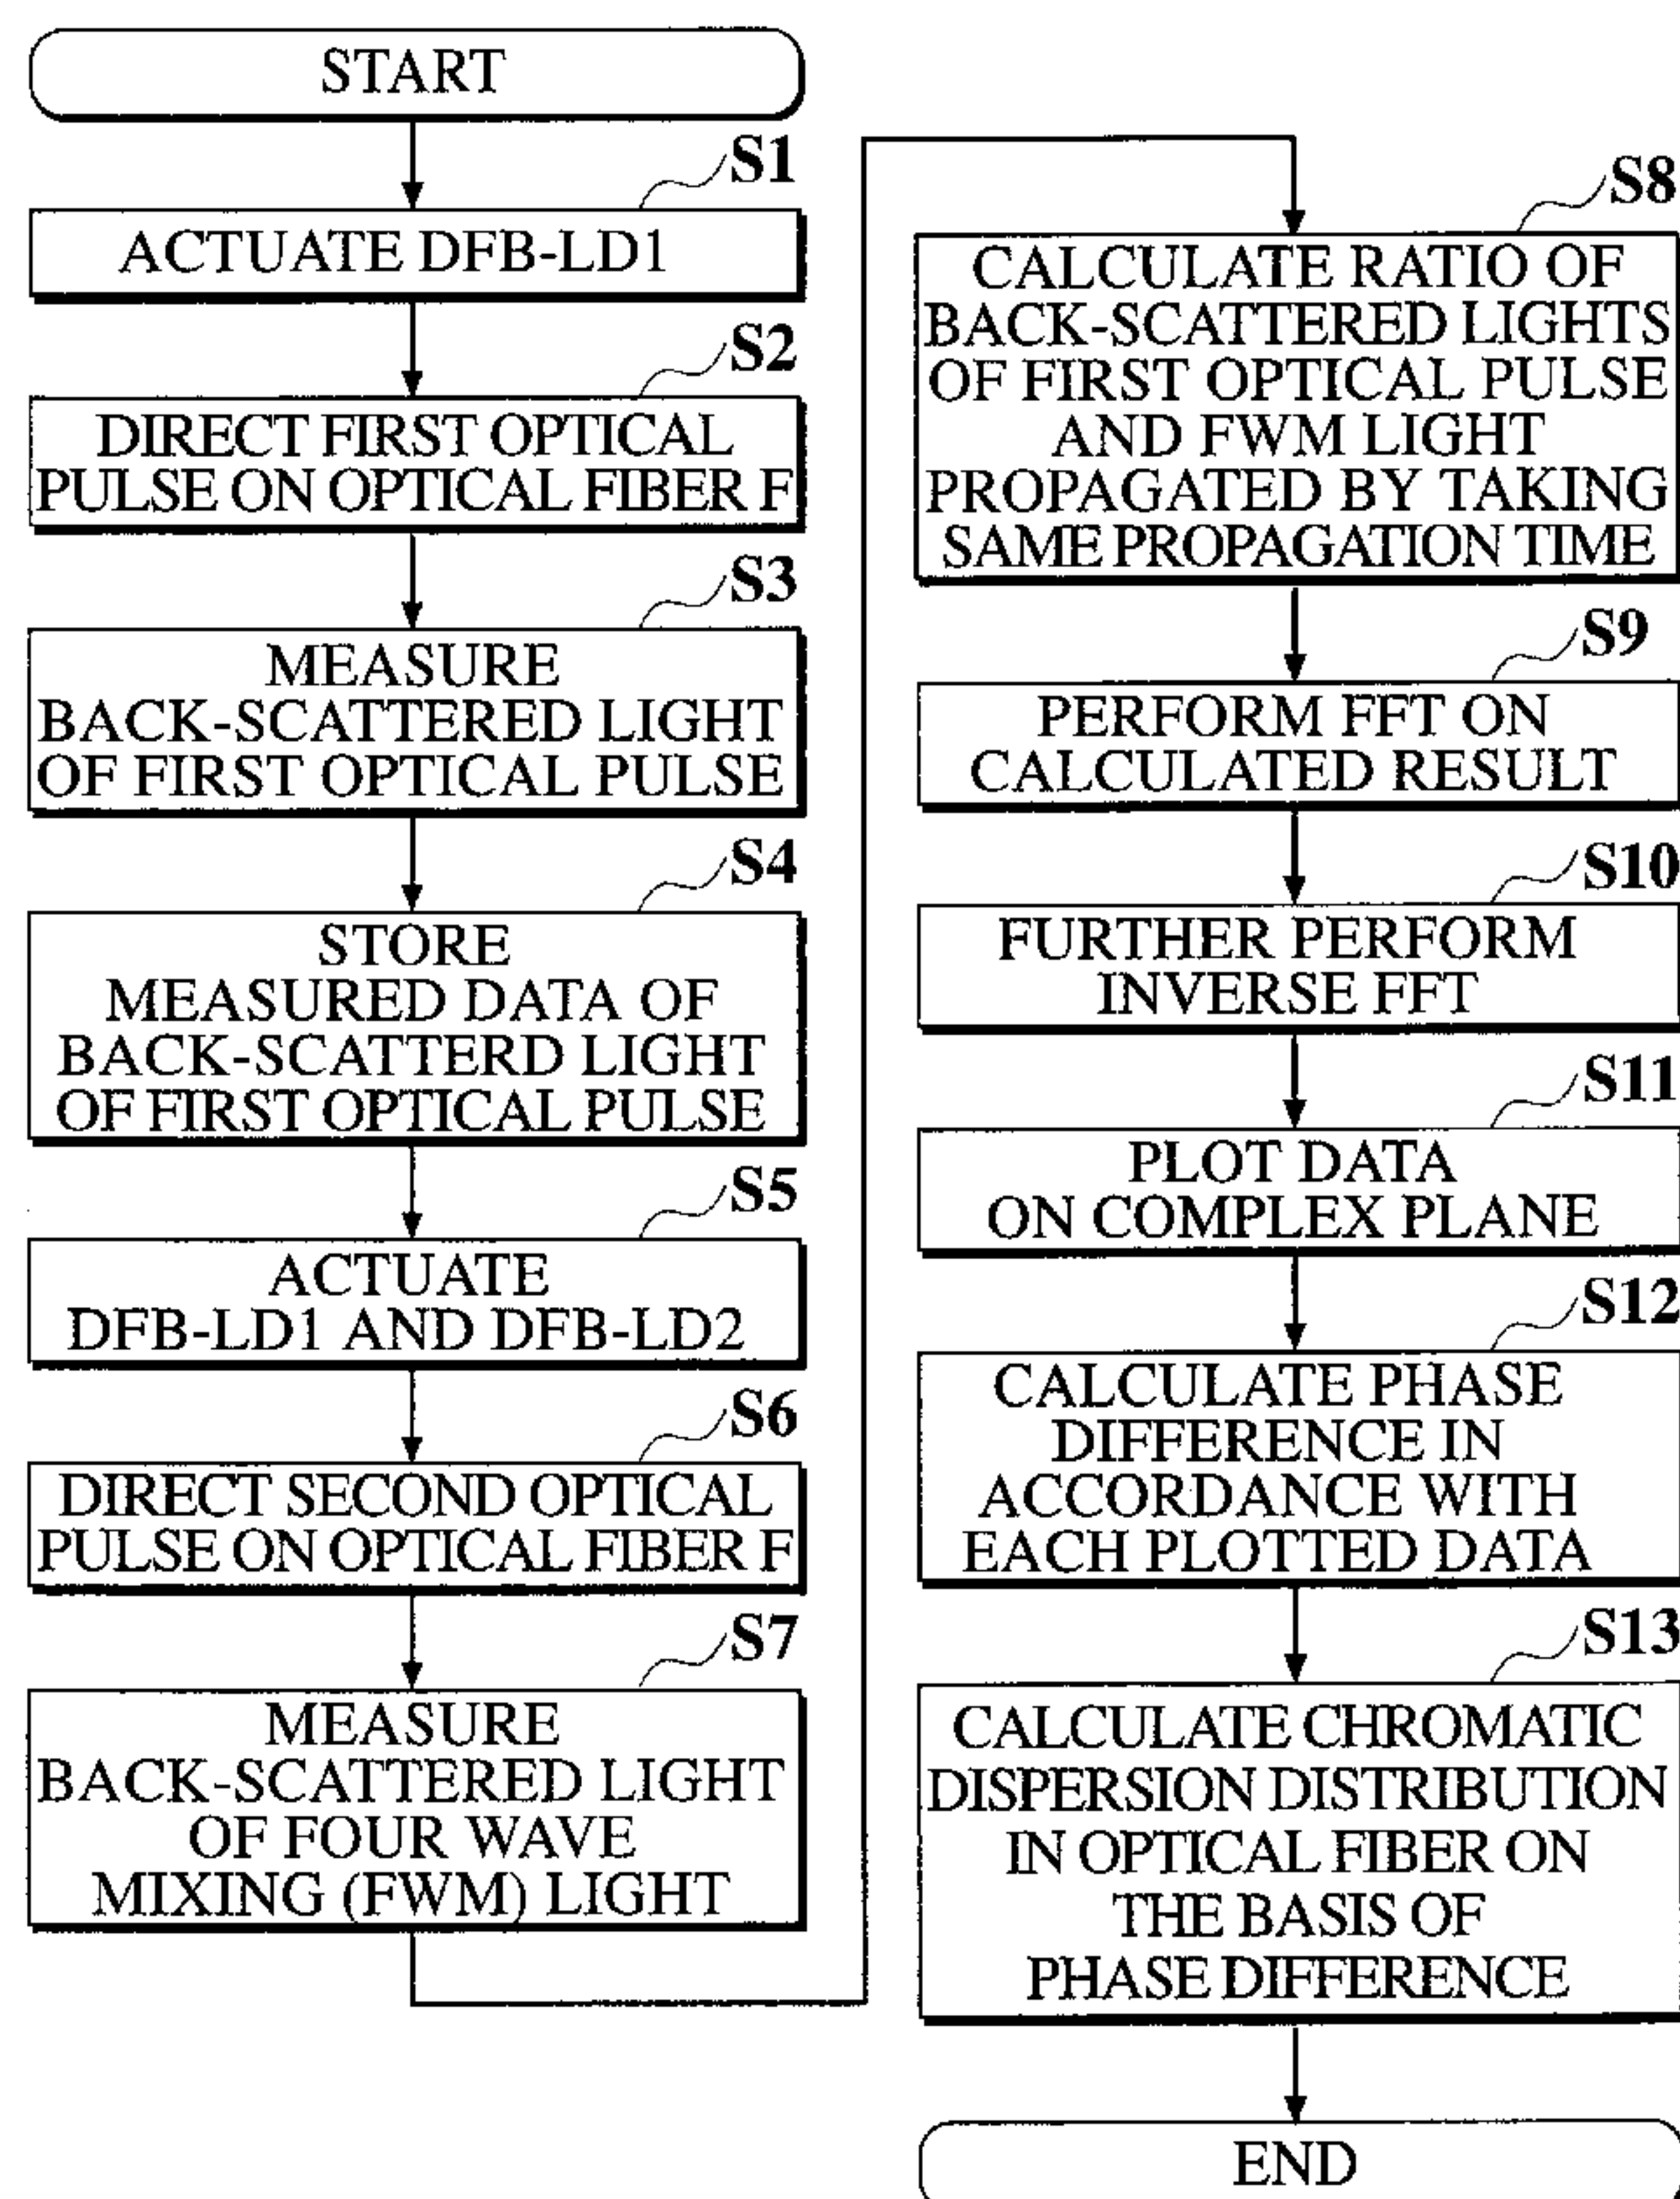 START
S1
ACTUATE DFB-LD1
S2
DIRECT FIRST OPTICAL
PULSE ON OPTICAL FIBER F
S3
MEASURE
BACK-SCATTERED LIGHT
OF FIRST OPTICAL PULSE
S4
STORE
MEASURED DATA OF
BACK-SCATTERD LIGHT
OF FIRST OPTICAL PULSE
S5
ACTUATE
DFB-LD1 AND DFB-LD2
S6
DIRECT SECOND OPTICAL
PULSE ON OPTICAL FIBER F
S7
MEASURE
BACK-SCATTERED LIGHT
OF FOUR WAVE
MIXING (FWM) LIGHT
S8
CALCULATE RATIO OF
BACK-SCATTERED LIGHTS
OF FIRST OPTICAL PULSE
AND FWM LIGHT
PROPAGATED BY TAKING
SAME PROPAGATION TIME
S9
PERFORM FFT ON
CALCULATED RESULT
S10
FURTHER PERFORM
INVERSE FFT
S11
PLOT DATA
ON COMPLEX PLANE
S12
CALCULATE PHASE
DIFFERENCE IN
ACCORDANCE WITH
EACH PLOTTED DATA
S13
CALCULATE CHROMATIC
DISPERSION DISTRIBUTION
IN OPTICAL FIBER ON
THE BASIS OF
PHASE DIFFERENCE
END